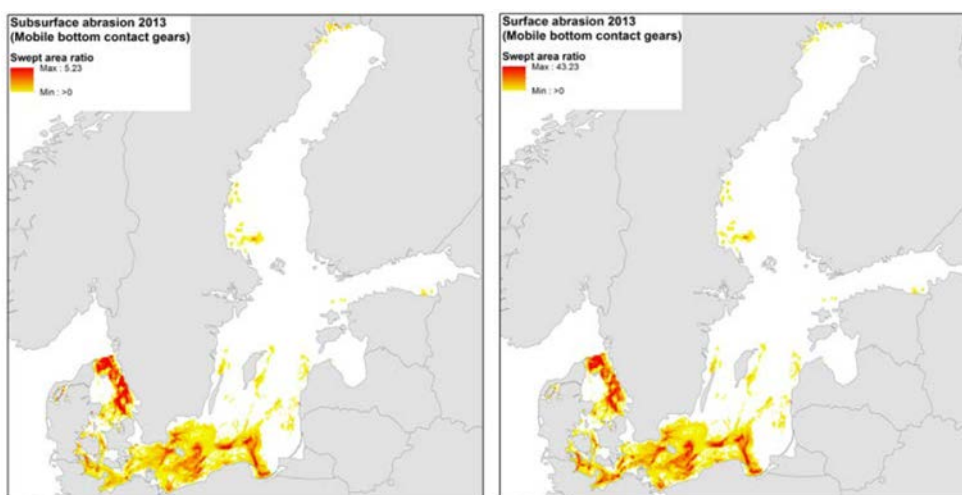 Subsurface abrasion 2013
(Mobile bottom contact gears)
Swept area ratio
Max : 5.23
Min : >0
Surface abrasion 2013
(Mobile bottom contact gears)
Swept area ratio
Max : 43.23
Min : >0